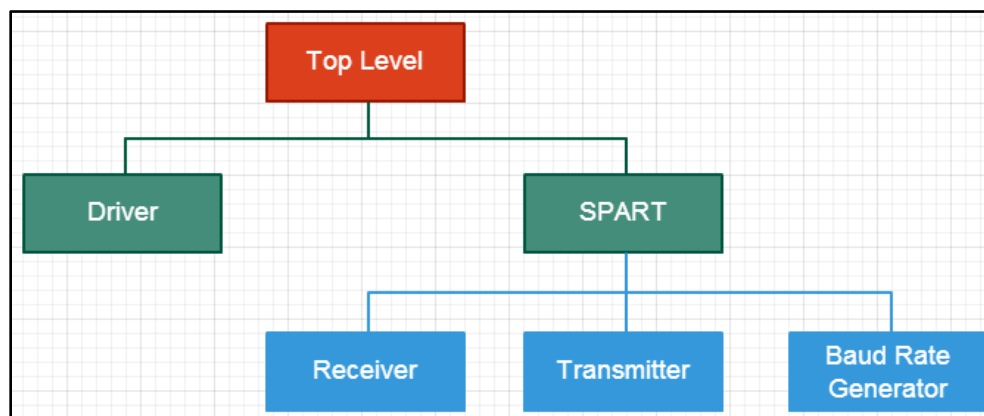 Top Level
Driver
SPART
Receiver
Transmitter
Baud Rate
Generator